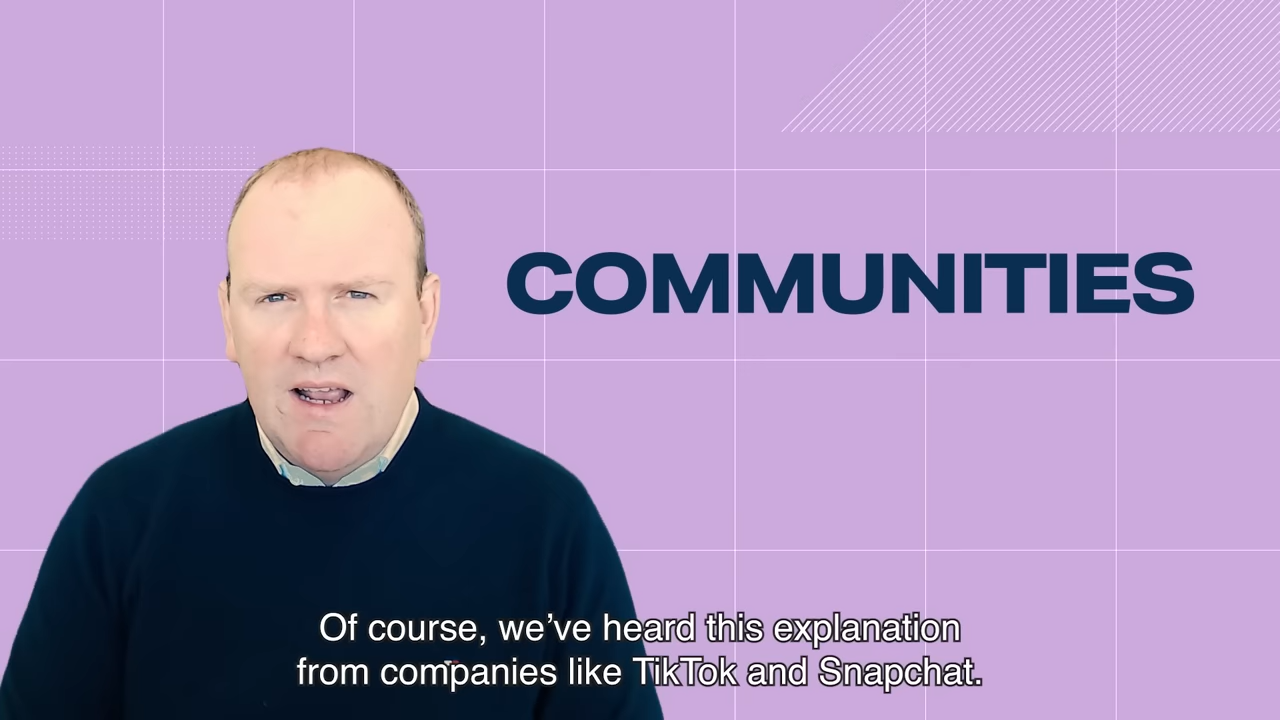 COMMUNITIES
Of course, we’ve heard this explanation
from companies like TikTok and Snapchat.